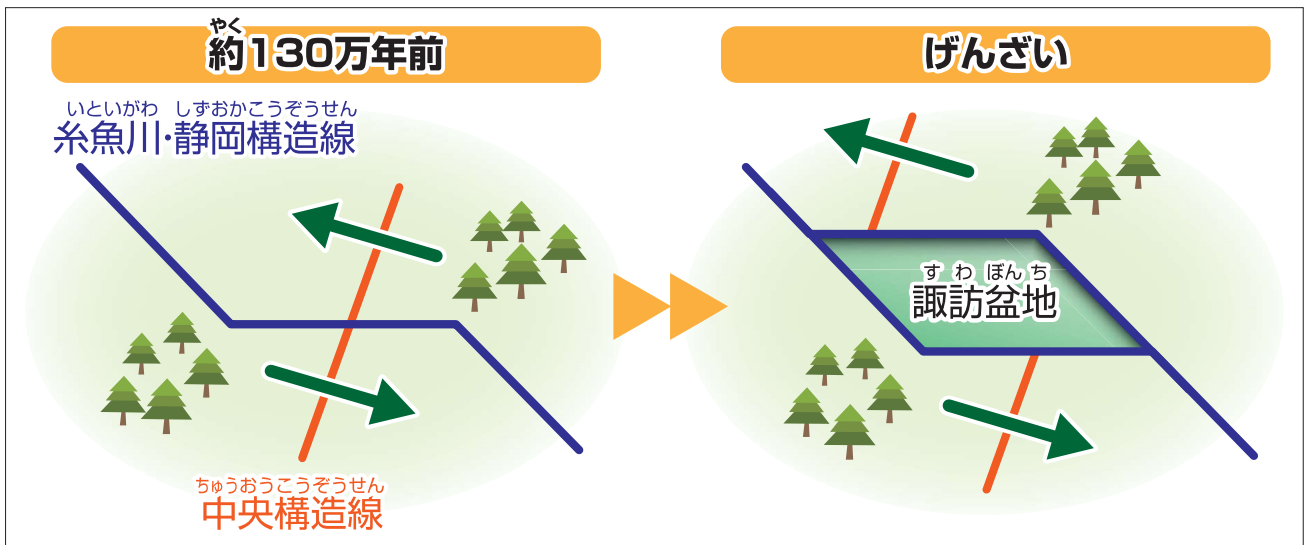 やく
約130万年前
げんざい
いといがわ しずおかこうぞうせん
糸魚川・静岡構造線
すわぼんち
諏訪盆地
ちゅうおうこうぞうせん
中央構造線